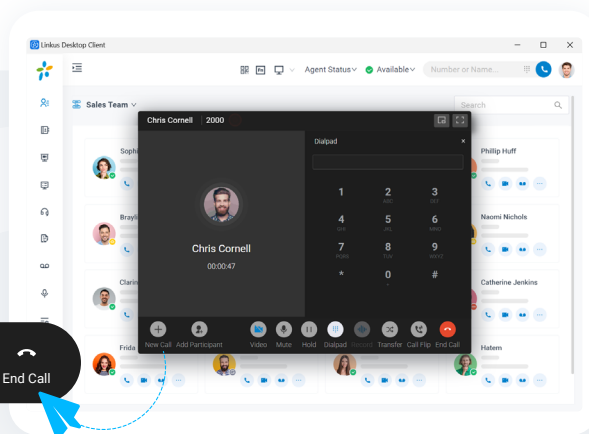 Linkus Desktop Client
Fn
Agent Status
Available
Number or Name...
Sales Team
Search
Chris Cornell 2000
Dialpad
Sophi
Phillip Huff
1 2 3
ABC DEF
4 5 6
GHI JKL MNO
Brayli
Naomi Nichols
7 8 9
PQRS TUV WXYZ
Chris Cornell
00:00:47
* 0 #
+
Clarin
Catherine Jenkins
New Call Add Participant Video Mute Hold Dialpad Record Transfer Call Flip End Call
Frida
Hatem
End Call